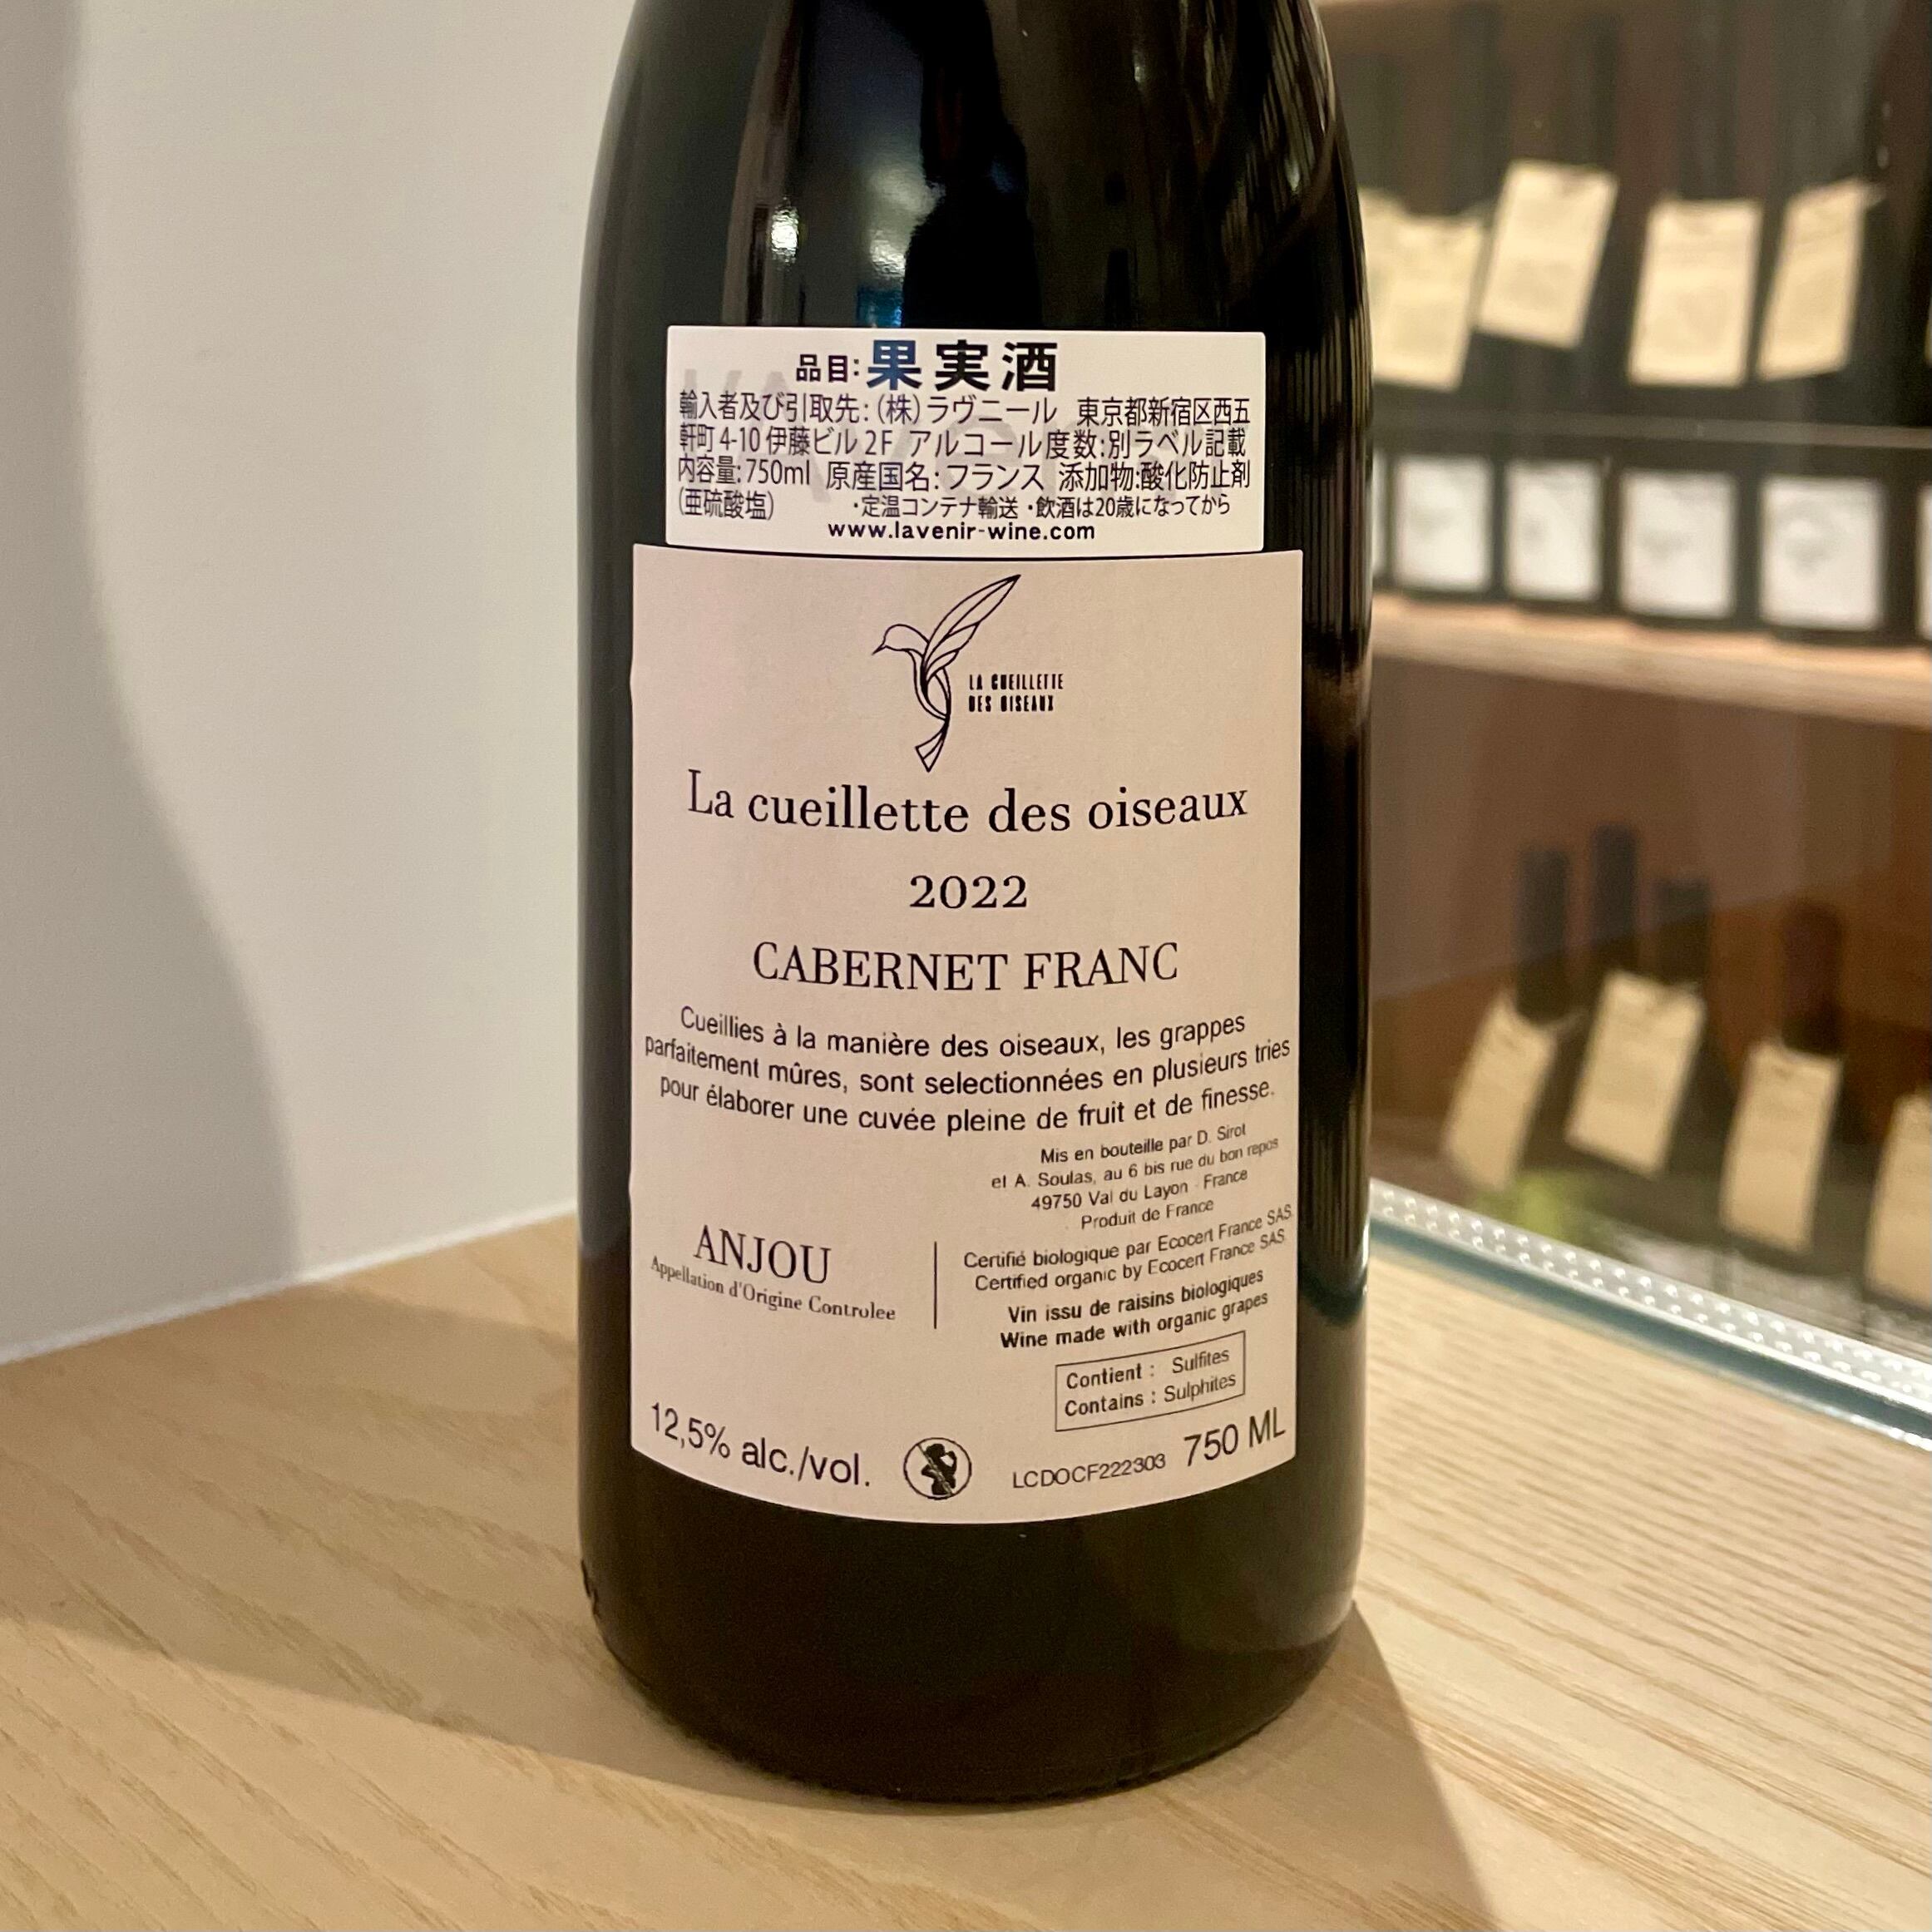 品目:果実酒
輸入者及び引取先:(株)ラヴニール 東京都新宿区西五
軒町4-10伊藤ビル2F アルコール度数:別ラベル記載
内容量:750ml 原産国名:フランス 添加物:酸化防止剤
(亜硫酸塩) ・定温コンテナ輸送・飲酒は20歳になってから
www.lavenir-wine.com
LA CUEILLETTE
DES OISEAUX
La cueillette des oiseaux
2022
CABERNET FRANC
Cueillies à la manière des oiseaux, les grappes
parfaitement mûres, sont selectionnées en plusieurs tries
pour élaborer une cuvée pleine de fruit et de finesse.
Mis en bouteille par D. Sirot
et A. Soulas, au 6 bis rue du bon repos
49750 Val du Layon - France
Produit de France
ANJOU
Appellation d'Origine Controlee
Certifié biologique par Ecocert France SAS.
Certified organic by Ecocert France SAS.
Vin issu de raisins biologiques
Wine made with organic grapes
Contient : Sulfites
Contains : Sulphites
12,5% alc./vol.
LCDOCF222303 750 ML